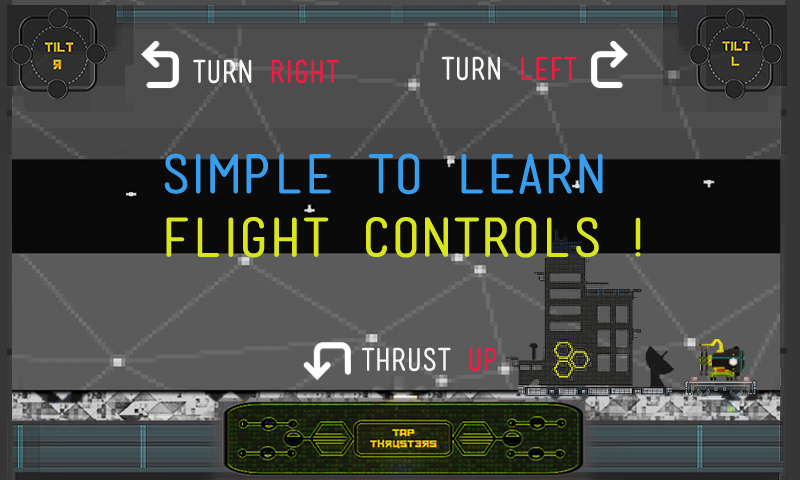 TILT
Я
TURN RIGHT
TURN LEFT
TILT
L
SIMPLE TO LEARN
FLIGHT CONTROLS !
THRUST UP
TAP
THRUSTERS